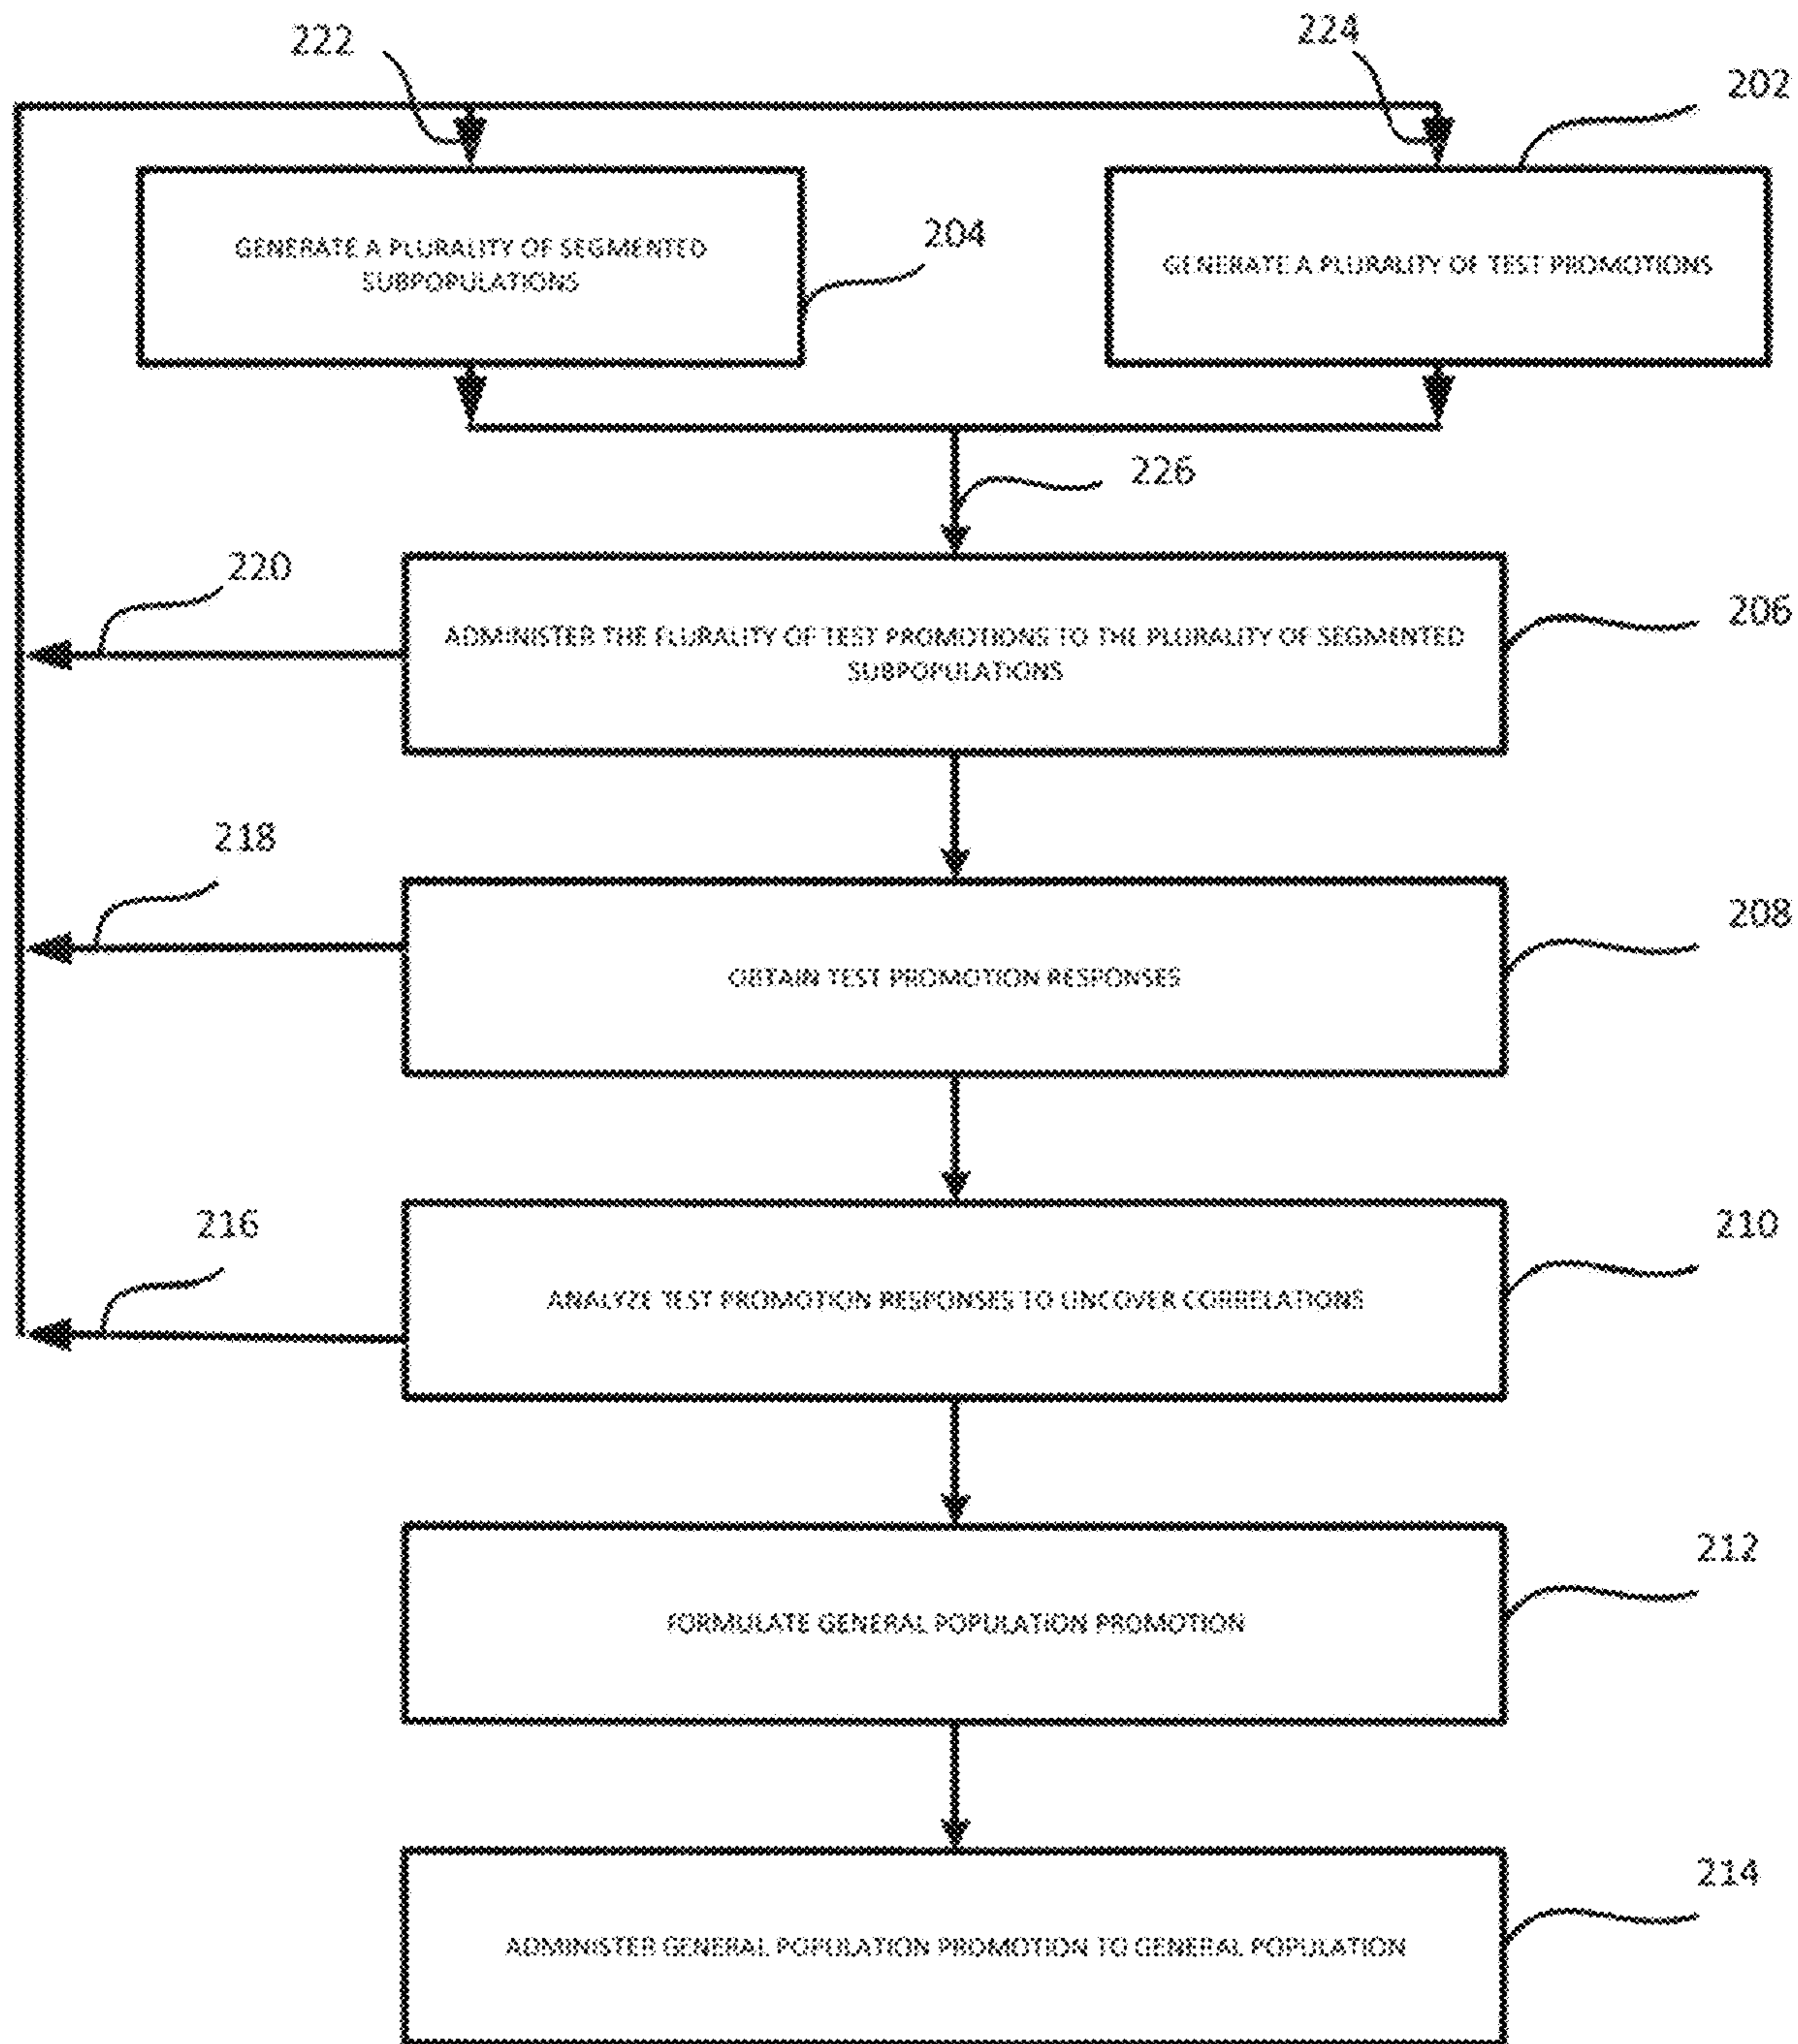 222
224
202
GENERATE A PLURALITY OF SEGMENTED
SUBPOPULATIONS
204
GENERATE A PLURALITY OF TEST PROMOTIONS
226
220
ADMINISTER THE PLURALITY OF TEST PROMOTIONS TO THE PLURALITY OF SEGMENTED
SUBPOPULATIONS
206
218
OBTAIN TEST PROMOTION RESPONSES
208
216
ANALYZE TEST PROMOTION RESPONSES TO UNCOVER CORRELATIONS
210
FORMULATE GENERAL POPULATION PROMOTION
212
ADMINISTER GENERAL POPULATION PROMOTION TO GENERAL POPULATION
214